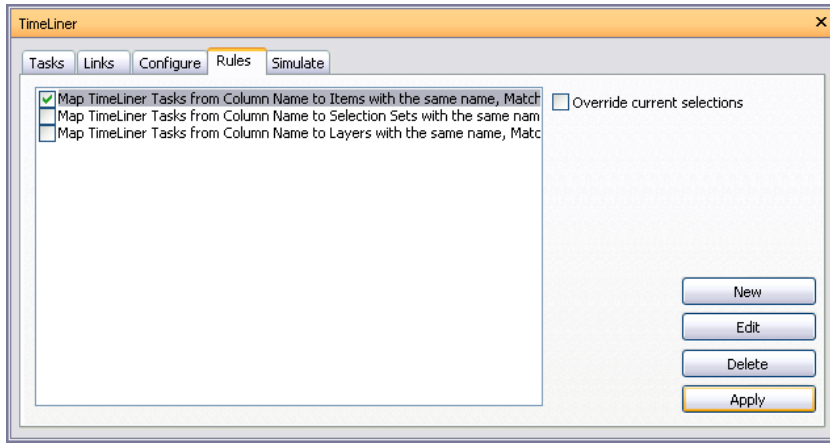 TimeLiner
Tasks Links Configure Rules Simulate
Map TimeLiner Tasks from Column Name to Items with the same name, Match
Map TimeLiner Tasks from Column Name to Selection Sets with the same nam
Map TimeLiner Tasks from Column Name to Layers with the same name, Matc
Override current selections
New
Edit
Delete
Apply